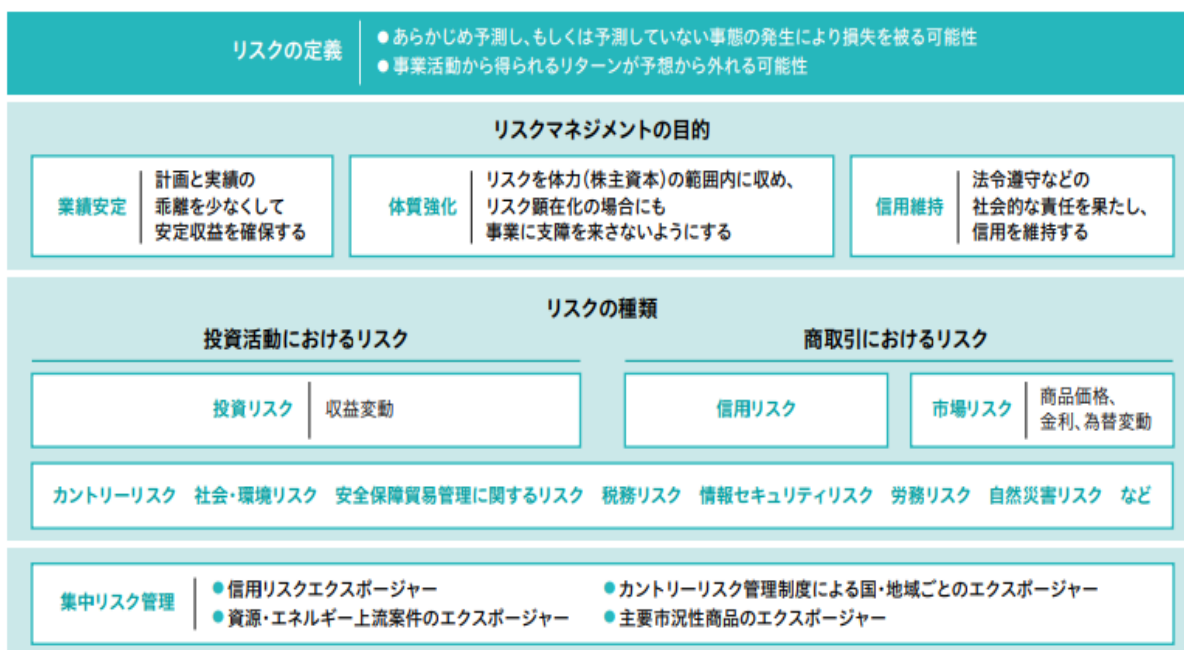 リスクの定義
●あらかじめ予測し、もしくは予測していない事態の発生により損失を被る可能性
●事業活動から得られるリターンが予想から外れる可能性
リスクマネジメントの目的
業績安定
計画と実績の
乖離を少なくして
安定収益を確保する
体質強化
リスクを体力(株主資本)の範囲内に収め、
リスク顕在化の場合にも
事業に支障を来さないようにする
信用維持
法令遵守などの
社会的な責任を果たし、
信用を維持する
リスクの種類
投資活動におけるリスク
投資リスク
収益変動
商取引におけるリスク
信用リスク
市場リスク
商品価格、
金利、為替変動
カントリーリスク 社会・環境リスク 安全保障貿易管理に関するリスク 税務リスク 情報セキュリティリスク 労務リスク 自然災害リスク など
集中リスク管理
●信用リスクエクスポージャー
●資源・エネルギー上流案件のエクスポージャー
●カントリーリスク管理制度による国・地域ごとのエクスポージャー
●主要市況性商品のエクスポージャー